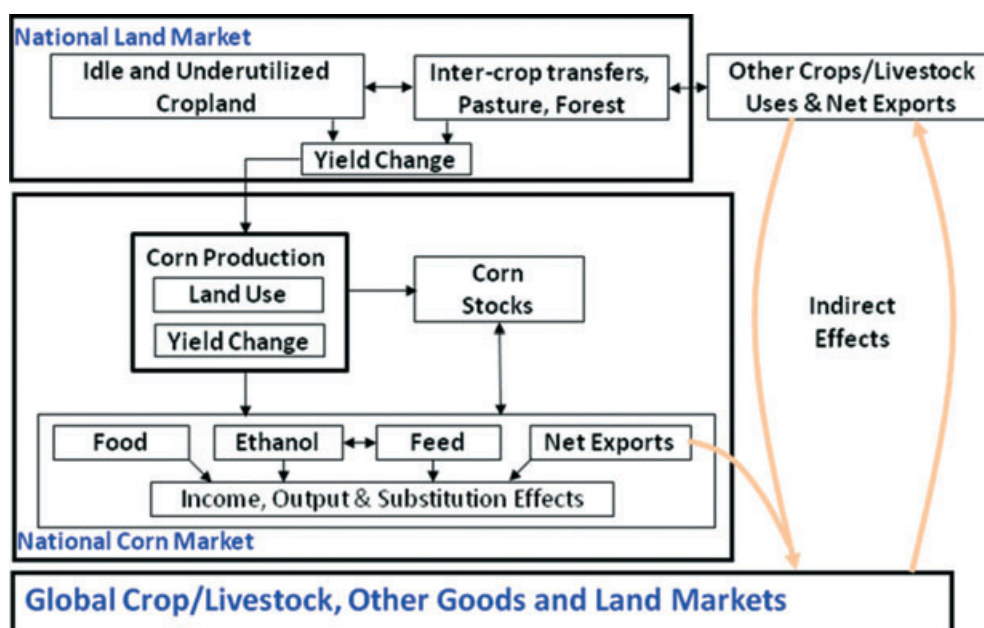 National Land Market
Idle and Underutilized
Cropland
Inter-crop transfers,
Pasture, Forest
Other Crops/Livestock
Uses & Net Exports
Yield Change
Corn Production
Land Use
Yield Change
Corn
Stocks
Indirect
Effects
Food
Ethanol
Feed
Net Exports
Income, Output & Substitution Effects
National Corn Market
Global Crop/Livestock, Other Goods and Land Markets